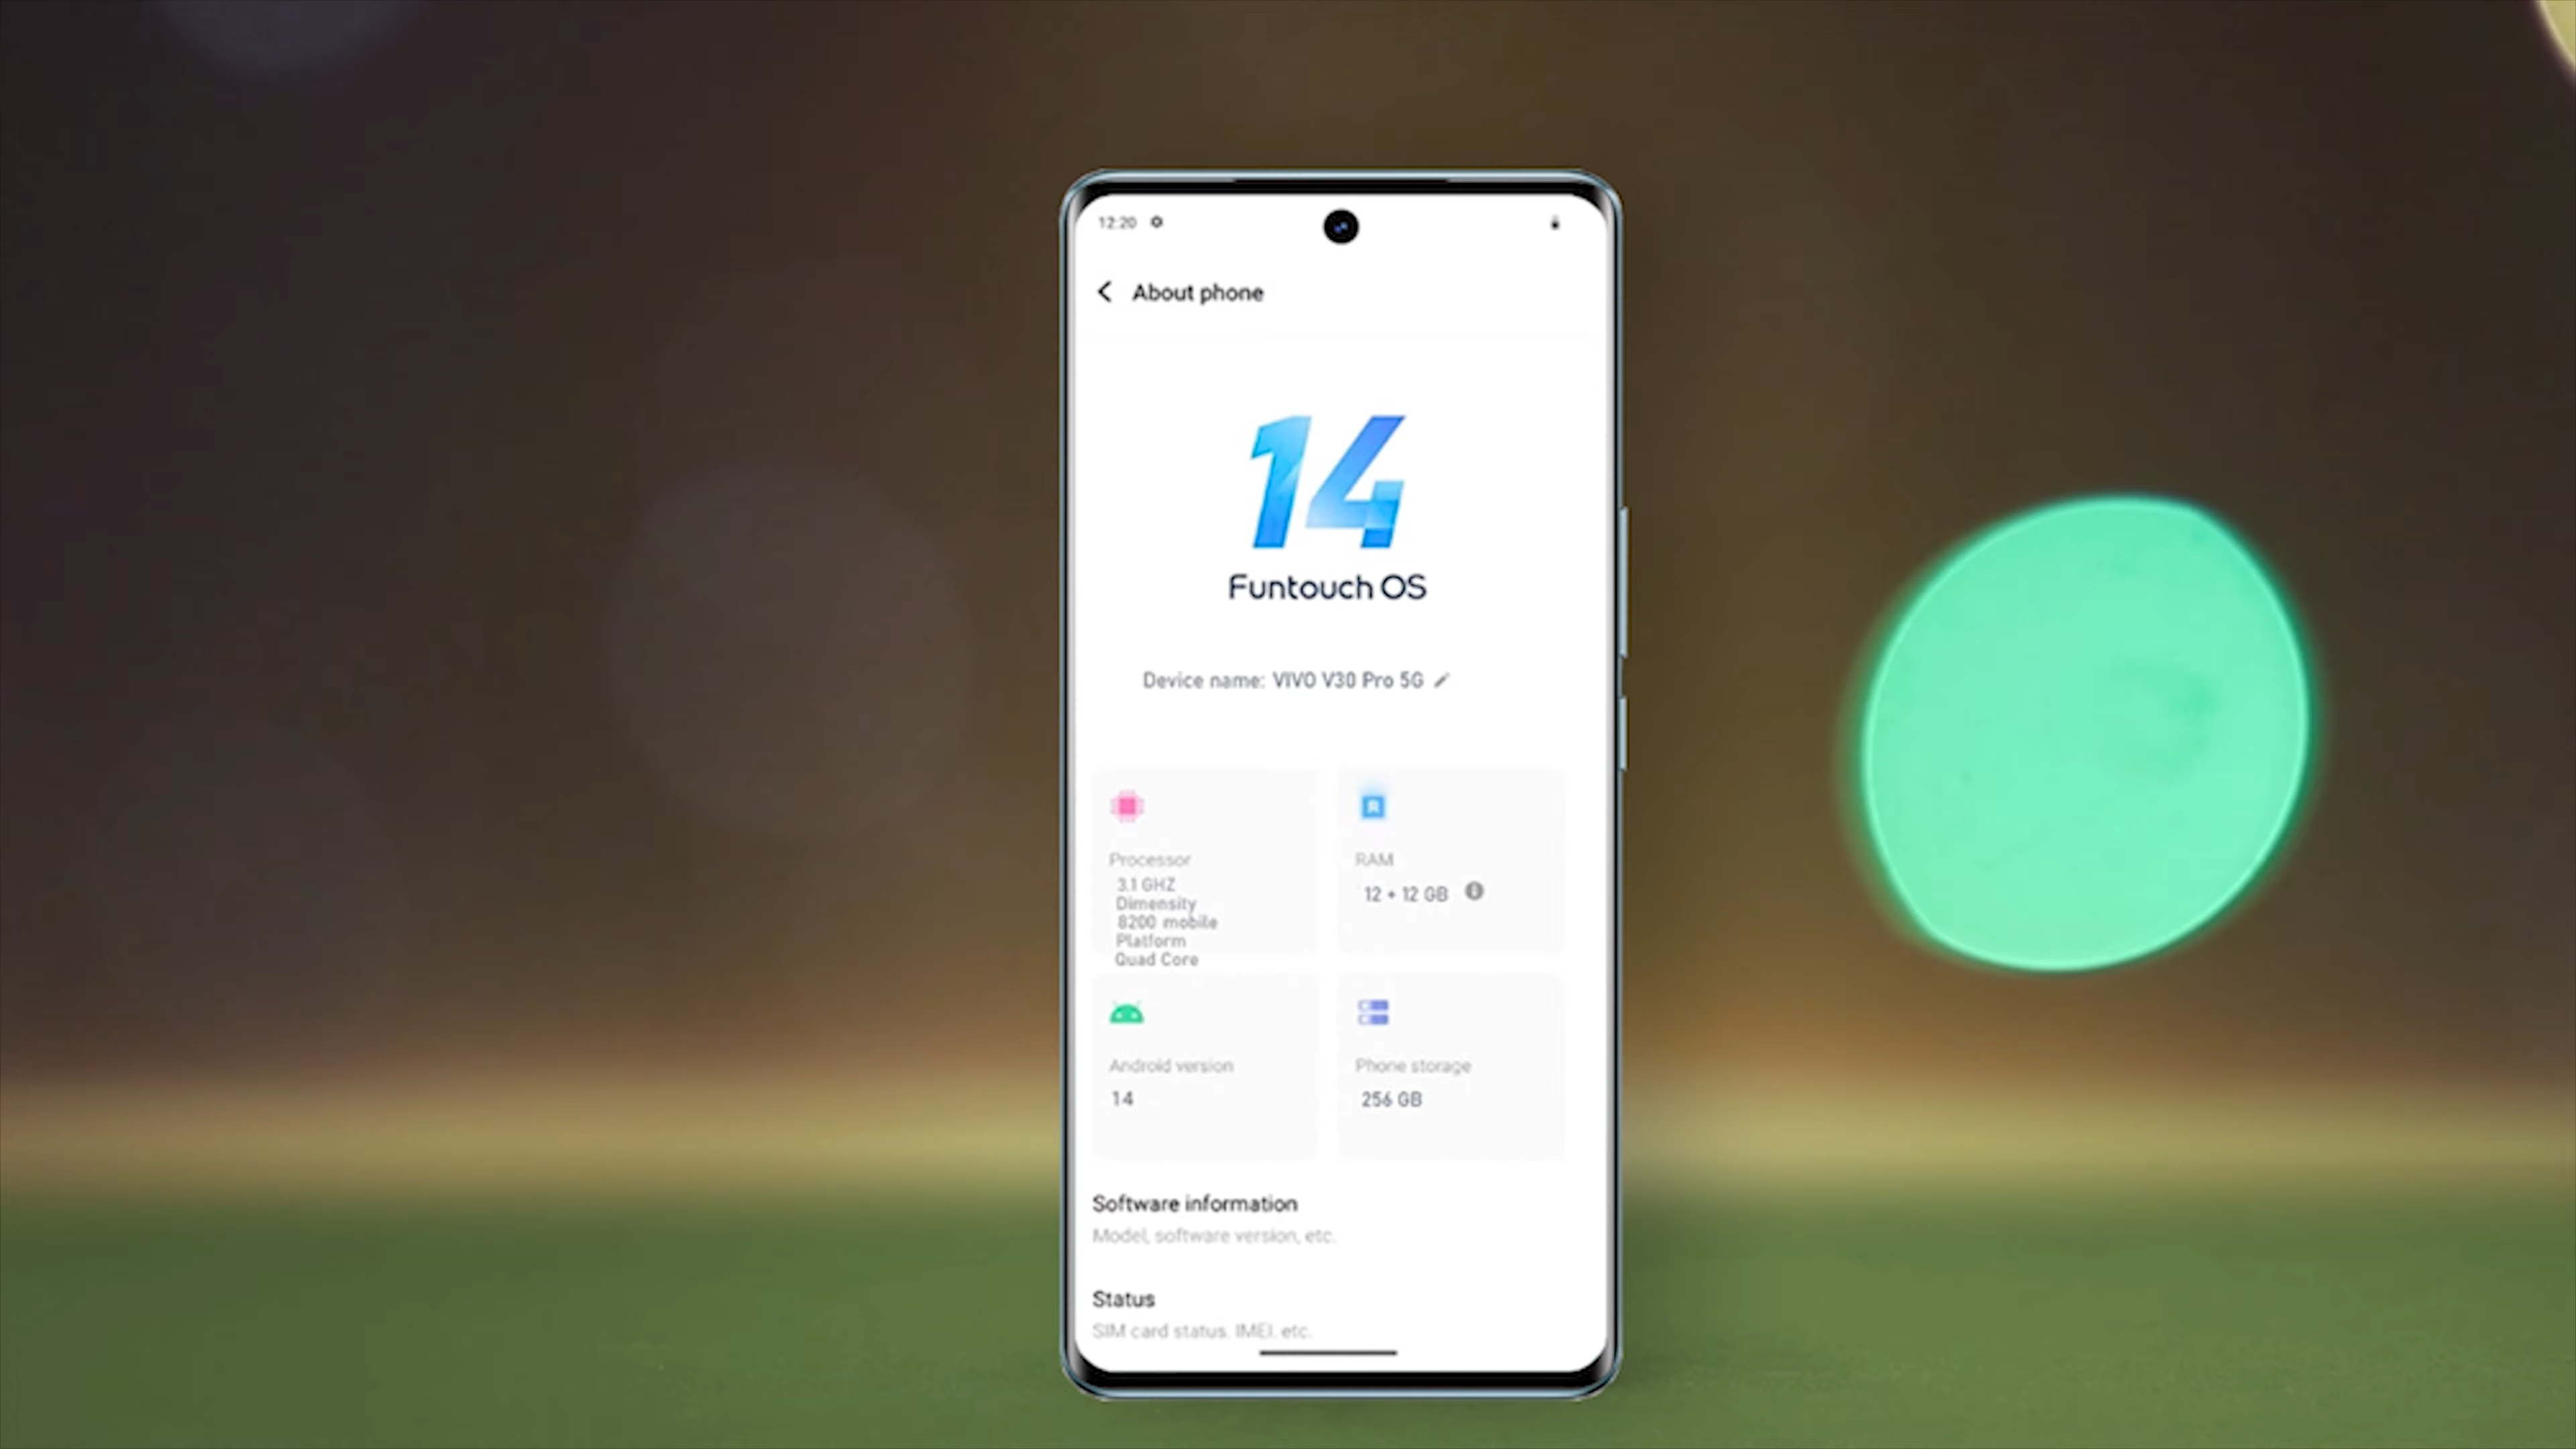 12:20
About phone
14
Funtouch OS
Device name: VIVO V30 Pro 5G
Processor
3.1 GHZ
Dimensity
8200 mobile
Platform
Quad Core
R
RAM
12 + 12 GB
Android version
14
Phone storage
256 GB
Software information
Model, software version, etc.
Status
SIM card status. IMEI. etc.